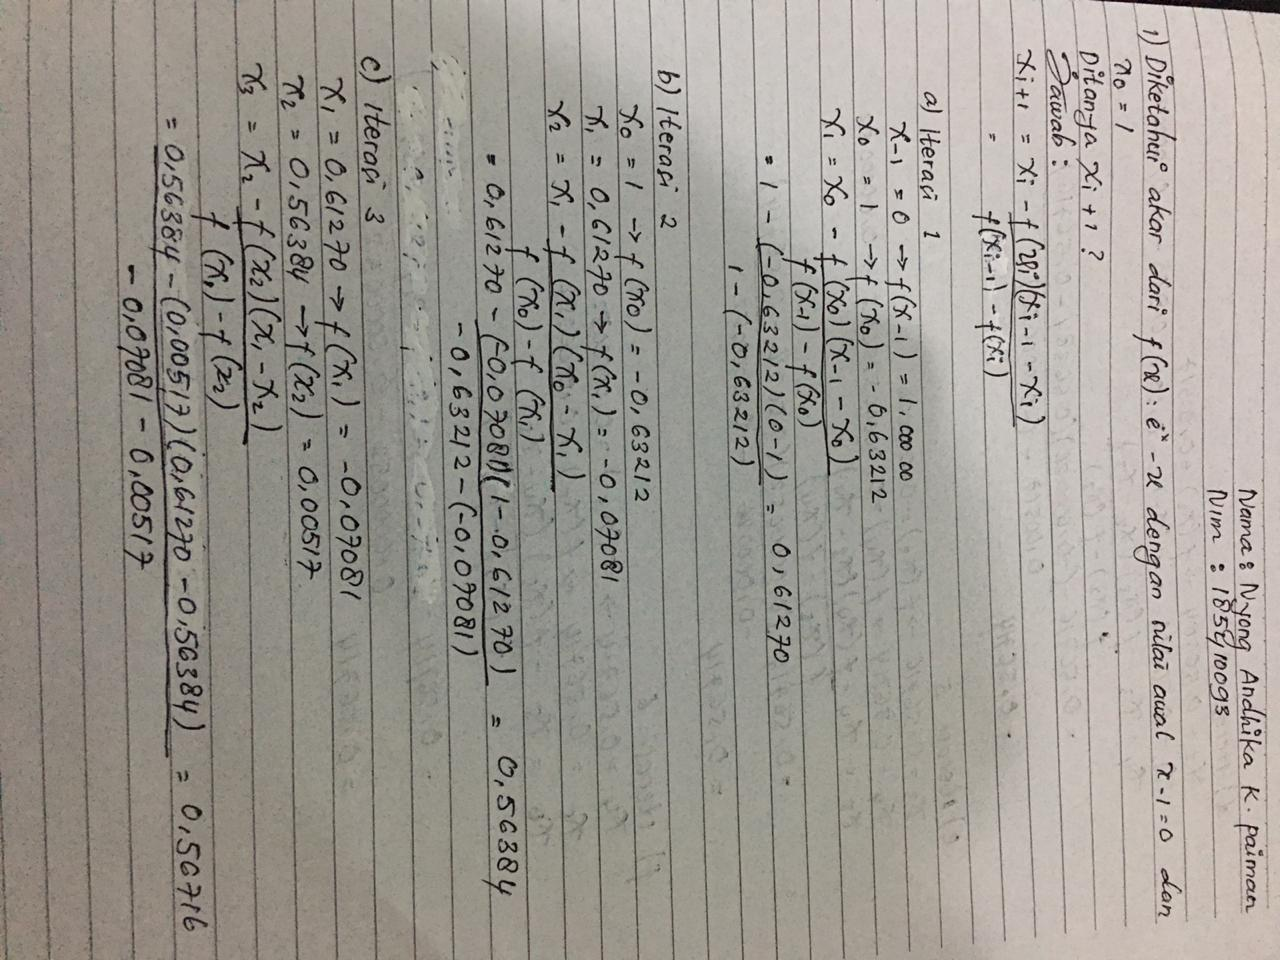 Nama : Nyong Andhika K. paiman
Nim : 1854110093
1) Diketahui akar dari f(x) : e^-x - x dengan nilai awal x-1 = 0 dan
x0 = 1
Ditanya xi+1 ?
Jawab :
xi+1 = xi - f(xi)(xi-1 - xi)
= f(xi-1) - f(xi)
a) Iterasi 1
x-1 = 0 → f(x-1) = 1,00000
x0 = 1 → f(x0) = -0,63212
x1 = x0 - f(x0)(x-1 - x0)
f(x-1) - f(x0)
= 1 - (-0,63212)(0-1) = 0,61270
1 - (-0,63212)
b) Iterasi 2
x0 = 1 → f(x0) = -0,63212
x1 = 0,61270 → f(x1) = -0,07081
x2 = x1 - f(x1)(x0 - x1)
f(x0) - f(x1)
= 0,61270 - (-0,07081)(1 - 0,61270) = 0,56384
-0,63212 - (-0,07081)
c) Iterasi 3
x1 = 0,61270 → f(x1) = -0,07081
x2 = 0,56384 → f(x2) = 0,00517
x3 = x2 - f(x2)(x1 - x2)
f(x1) - f(x2)
= 0,56384 - (0,00517)(0,61270 - 0,56384) = 0,56716
-0,07081 - 0,00517